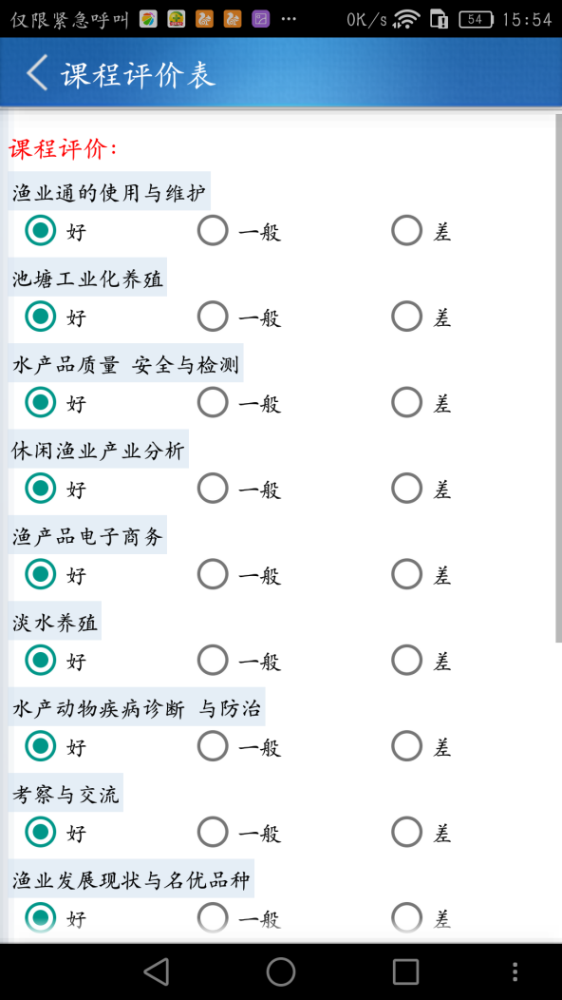 仅限紧急呼叫 ... 0K/s 54 15:54
课程评价表
课程评价:
渔业通的使用与维护
好 一般 差
池塘工业化养殖
好 一般 差
水产品质量 安全与检测
好 一般 差
休闲渔业产业分析
好 一般 差
渔产品电子商务
好 一般 差
淡水养殖
好 一般 差
水产动物疾病诊断 与防治
好 一般 差
考察与交流
好 一般 差
渔业发展现状与名优品种
好 一般 差